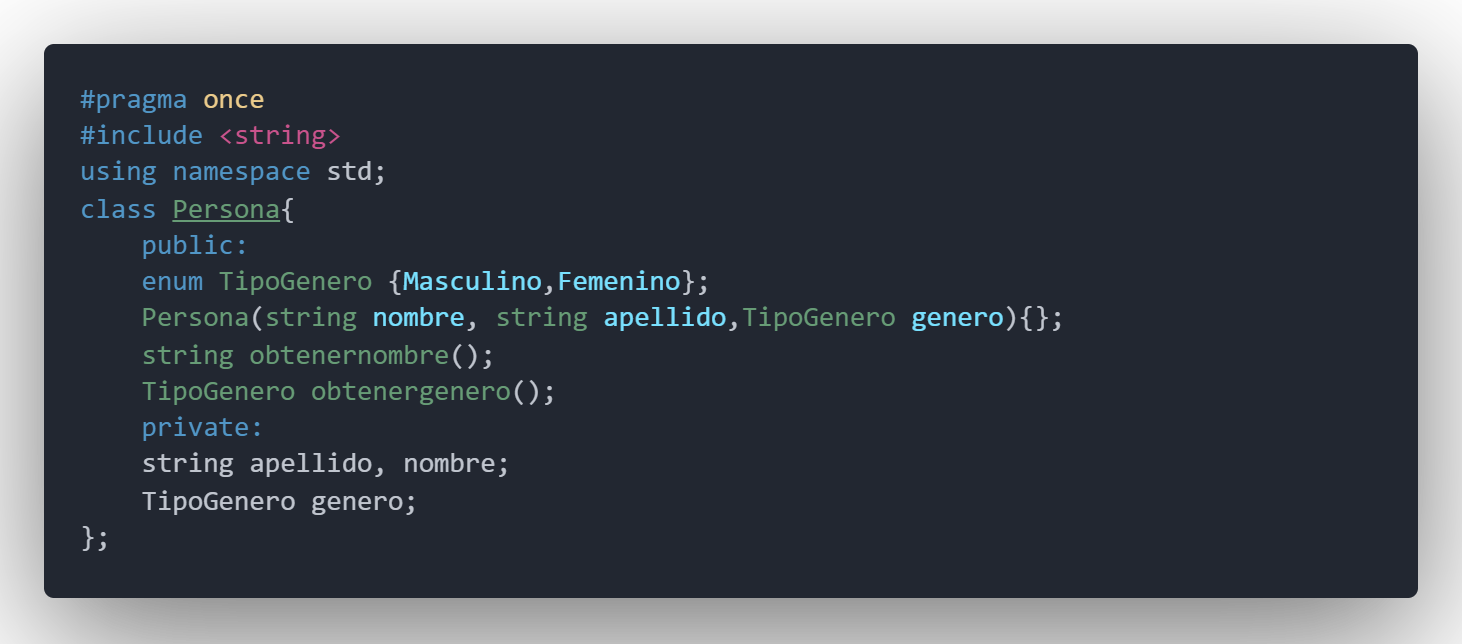 #pragma once
#include <string>
using namespace std;
class Persona{
    public:
    enum TipoGenero {Masculino,Femenino};
    Persona(string nombre, string apellido,TipoGenero genero){};
    string obtenernombre();
    TipoGenero obtenergenero();
    private:
    string apellido, nombre;
    TipoGenero genero;
};